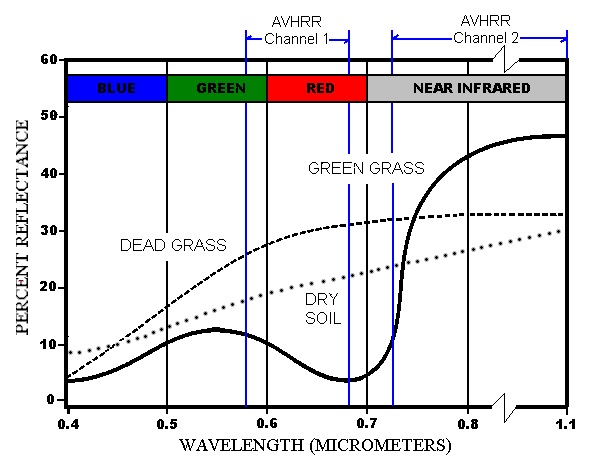 AVHRR
Channel 1
AVHRR
Channel 2
60
BLUE GREEN RED NEAR INFRARED
50
GREEN GRASS
40
30
DEAD GRASS
20
DRY
SOIL
10
0
PERCENT REFLECTANCE
0.4 0.5 0.6 0.7 0.8 1.1
WAVELENGTH (MICROMETERS)